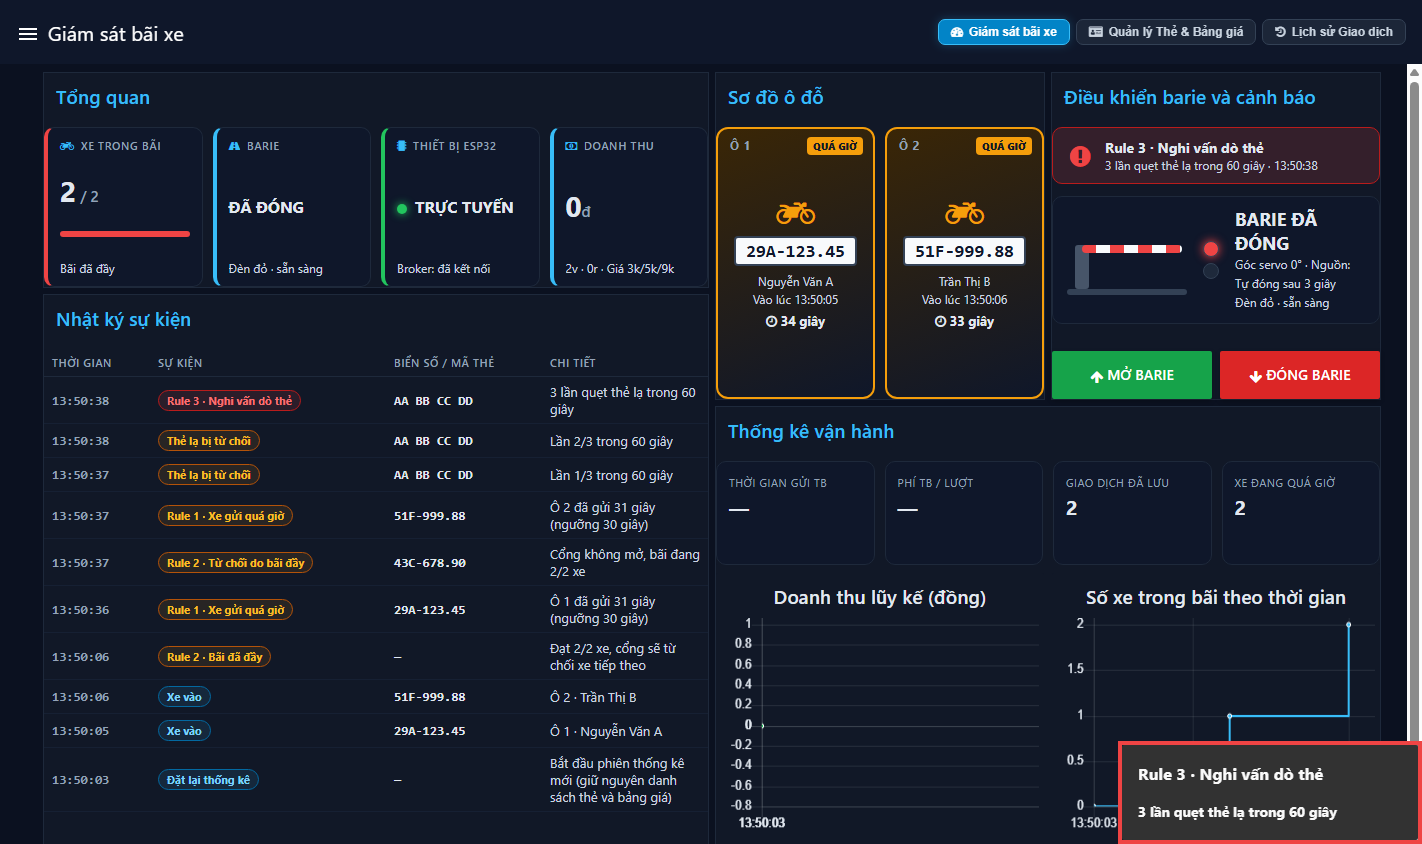 Giám sát bãi xe
Giám sát bãi xe
Quản lý Thẻ & Bảng giá
Lịch sử Giao dịch
Tổng quan
XE TRONG BÃI
2 / 2
Bãi đã đầy
BARIE
ĐÃ ĐÓNG
Đèn đỏ · sẵn sàng
THIẾT BỊ ESP32
TRỰC TUYẾN
Broker: đã kết nối
DOANH THU
0đ
2v · 0r · Giá 3k/5k/9k
Nhật ký sự kiện
THỜI GIAN SỰ KIỆN BIỂN SỐ / MÃ THẺ CHI TIẾT
13:50:38 Rule 3 · Nghi vấn dò thẻ AA BB CC DD 3 lần quẹt thẻ lạ trong 60
giây
13:50:38 Thẻ lạ bị từ chối AA BB CC DD Lần 2/3 trong 60 giây
13:50:37 Thẻ lạ bị từ chối AA BB CC DD Lần 1/3 trong 60 giây
13:50:37 Rule 1 · Xe gửi quá giờ 51F-999.88 Ô 2 đã gửi 31 giây
(ngưỡng 30 giây)
13:50:37 Rule 2 · Từ chối do bãi đầy 43C-678.90 Cổng không mở, bãi đang
2/2 xe
13:50:36 Rule 1 · Xe gửi quá giờ 29A-123.45 Ô 1 đã gửi 31 giây
(ngưỡng 30 giây)
13:50:06 Rule 2 · Bãi đã đầy – Đạt 2/2 xe, cổng sẽ từ
chối xe tiếp theo
13:50:06 Xe vào 51F-999.88 Ô 2 · Trần Thị B
13:50:05 Xe vào 29A-123.45 Ô 1 · Nguyễn Văn A
13:50:03 Đặt lại thống kê – Bắt đầu phiên thống kê
mới (giữ nguyên danh
sách thẻ và bảng giá)
Sơ đồ ô đỗ
Ô 1 QUÁ GIỜ
29A-123.45
Nguyễn Văn A
Vào lúc 13:50:05
34 giây
Ô 2 QUÁ GIỜ
51F-999.88
Trần Thị B
Vào lúc 13:50:06
33 giây
Điều khiển barie và cảnh báo
Rule 3 · Nghi vấn dò thẻ
3 lần quẹt thẻ lạ trong 60 giây · 13:50:38
BARIE ĐÃ
ĐÓNG
Góc servo 0° · Nguồn:
Tự đóng sau 3 giây
Đèn đỏ · sẵn sàng
MỞ BARIE
ĐÓNG BARIE
Thống kê vận hành
THỜI GIAN GỬI TB
—
PHÍ TB / LƯỢT
—
GIAO DỊCH ĐÃ LƯU
2
XE ĐANG QUÁ GIỜ
2
Doanh thu lũy kế (đồng)
1
0.8
0.6
0.4
0.2
0
-0.2
-0.4
-0.6
-0.8
13:50:03
Số xe trong bãi theo thời gian
2
1.5
1
0.5
0
13:50:03
Rule 3 · Nghi vấn dò thẻ
3 lần quẹt thẻ lạ trong 60 giây